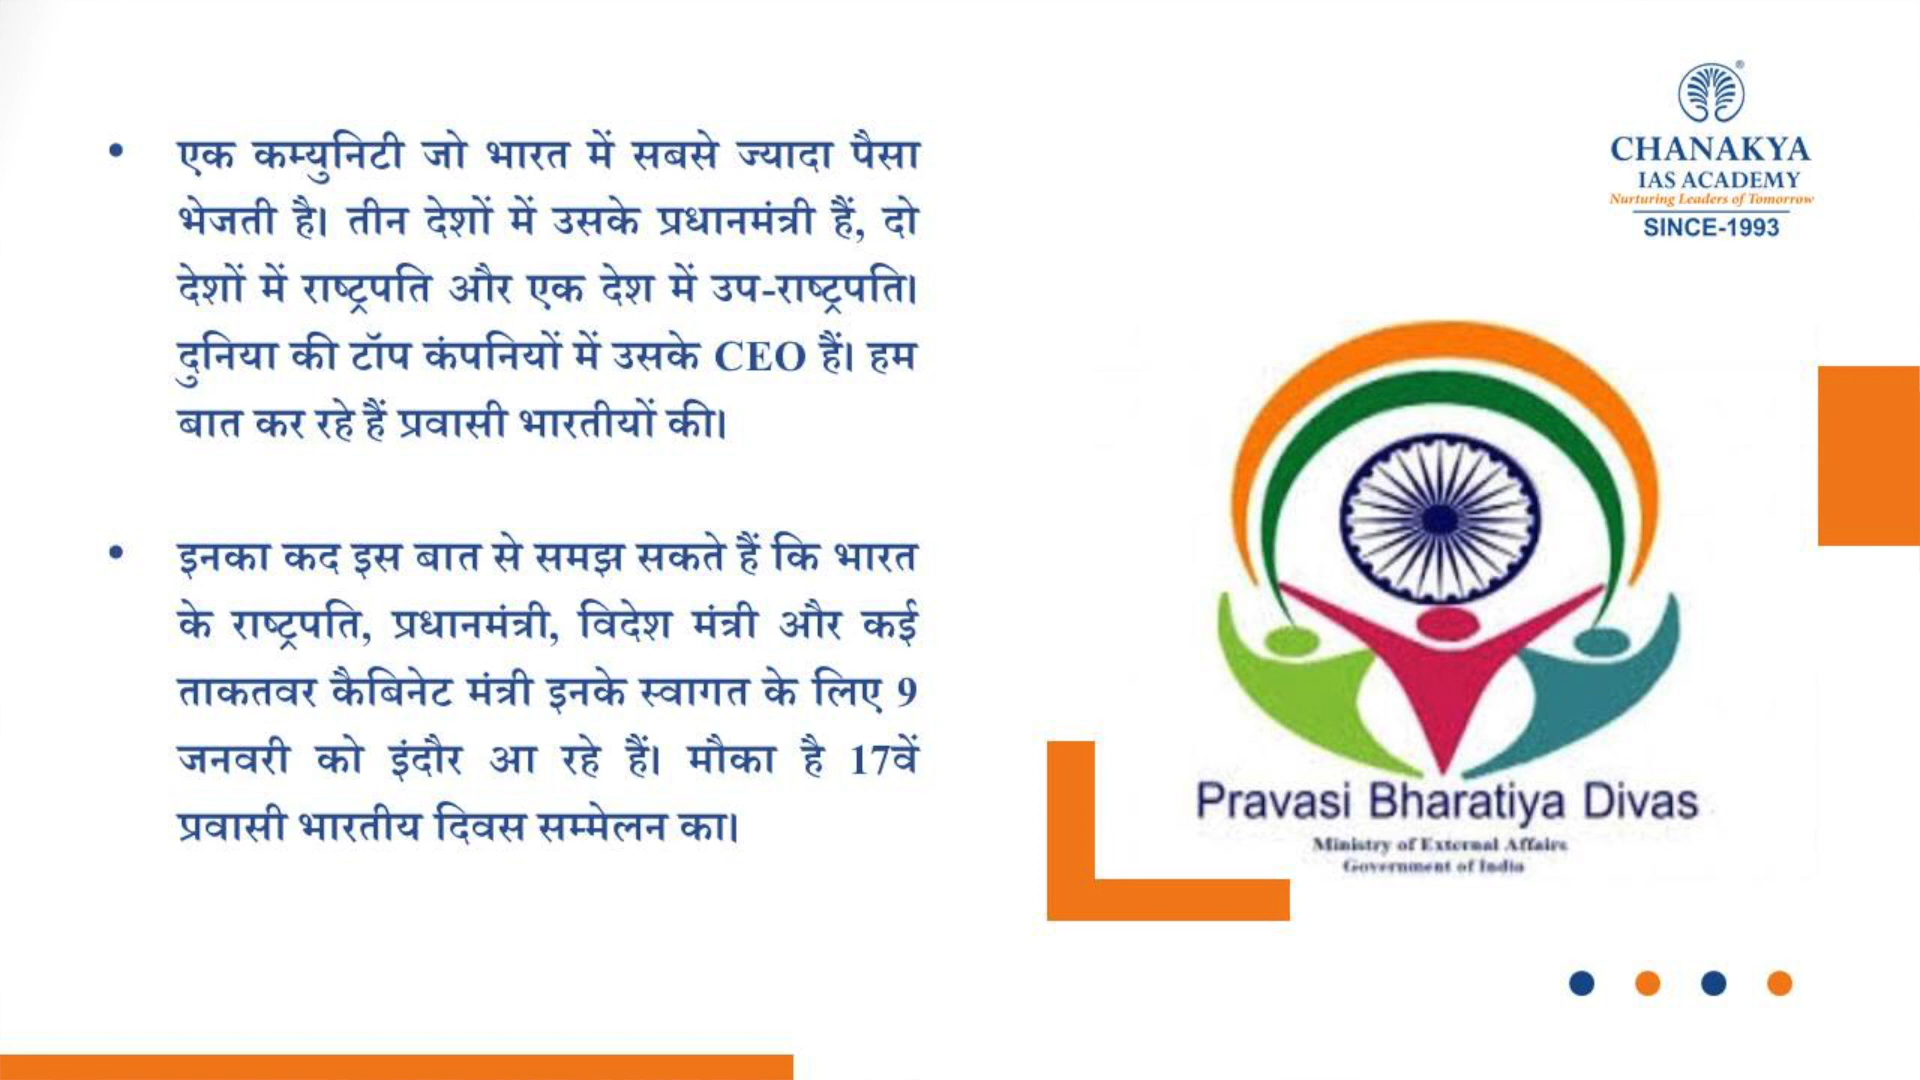 • एक कम्युनिटी जो भारत में सबसे ज्यादा पैसा
भेजती है। तीन देशों में उसके प्रधानमंत्री हैं, दो
देशों में राष्ट्रपति और एक देश में उप-राष्ट्रपति।
दुनिया की टॉप कंपनियों में उसके CEO हैं। हम
बात कर रहे हैं प्रवासी भारतीयों की।
• इनका कद इस बात से समझ सकते हैं कि भारत
के राष्ट्रपति, प्रधानमंत्री, विदेश मंत्री और कई
ताकतवर कैबिनेट मंत्री इनके स्वागत के लिए 9
जनवरी को इंदौर आ रहे हैं। मौका है 17वें
प्रवासी भारतीय दिवस सम्मेलन का।
®
CHANAKYA
IAS ACADEMY
Nurturing Leaders of Tomorrow
SINCE-1993
Pravasi Bharatiya Divas
Ministry of External Affairs
Government of India